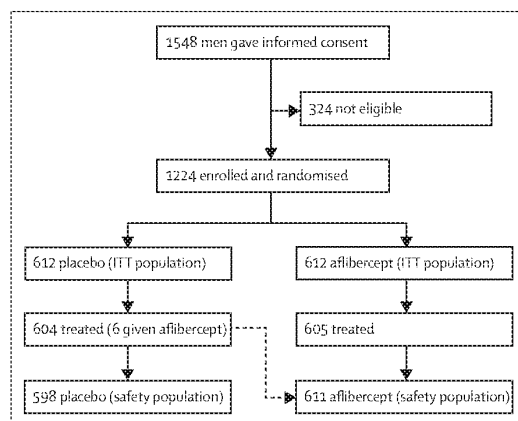 1548 men gave informed consent
324 not eligible
1224 enrolled and randomised
612 placebo (ITT population)
612 aflibercept (ITT population)
604 treated (6 given aflibercept)
605 treated
598 placebo (safety population)
611 aflibercept (safety population)